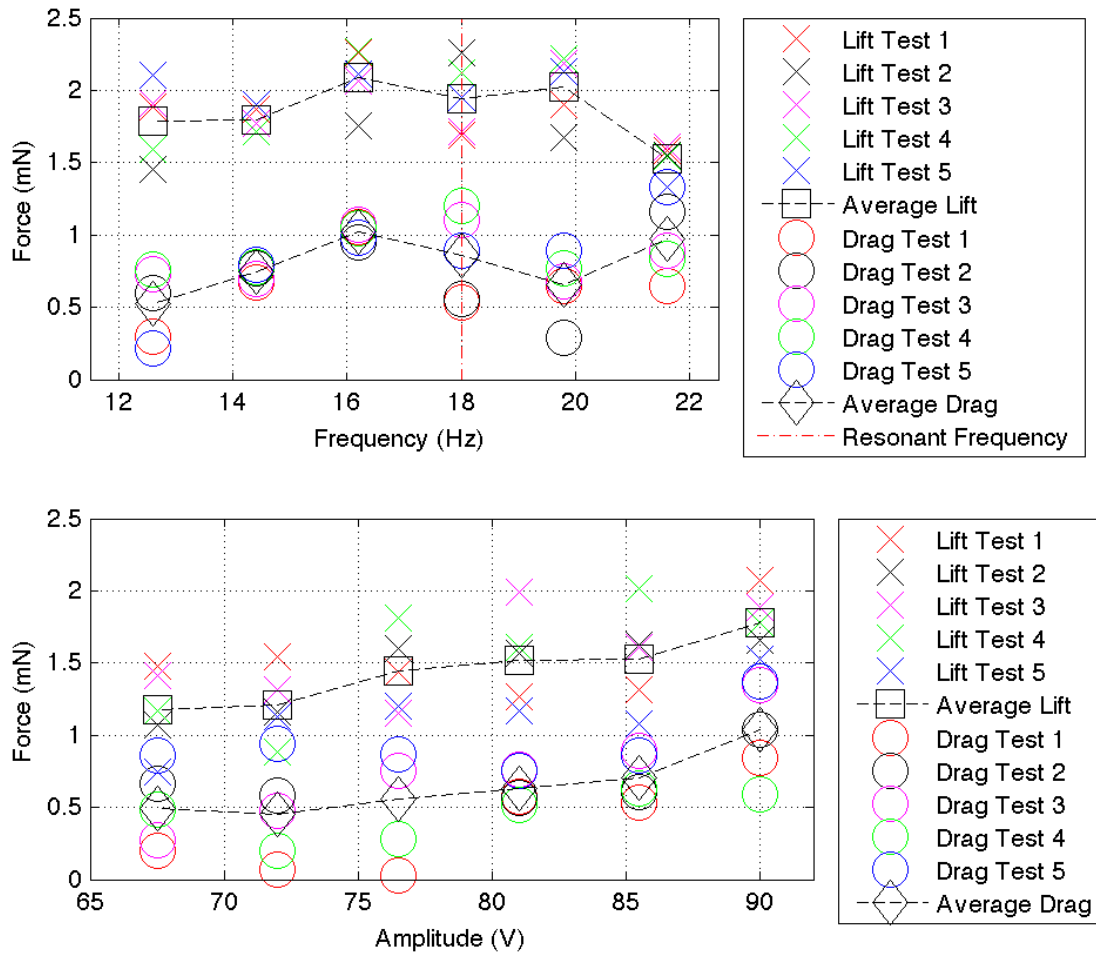 2.5
2
1.5
1
0.5
0
Force (mN)
12 14 16 18 20 22
Frequency (Hz)
Lift Test 1
Lift Test 2
Lift Test 3
Lift Test 4
Lift Test 5
Average Lift
Drag Test 1
Drag Test 2
Drag Test 3
Drag Test 4
Drag Test 5
Average Drag
Resonant Frequency
2.5
2
1.5
1
0.5
0
Force (mN)
65 70 75 80 85 90
Amplitude (V)
Lift Test 1
Lift Test 2
Lift Test 3
Lift Test 4
Lift Test 5
Average Lift
Drag Test 1
Drag Test 2
Drag Test 3
Drag Test 4
Drag Test 5
Average Drag